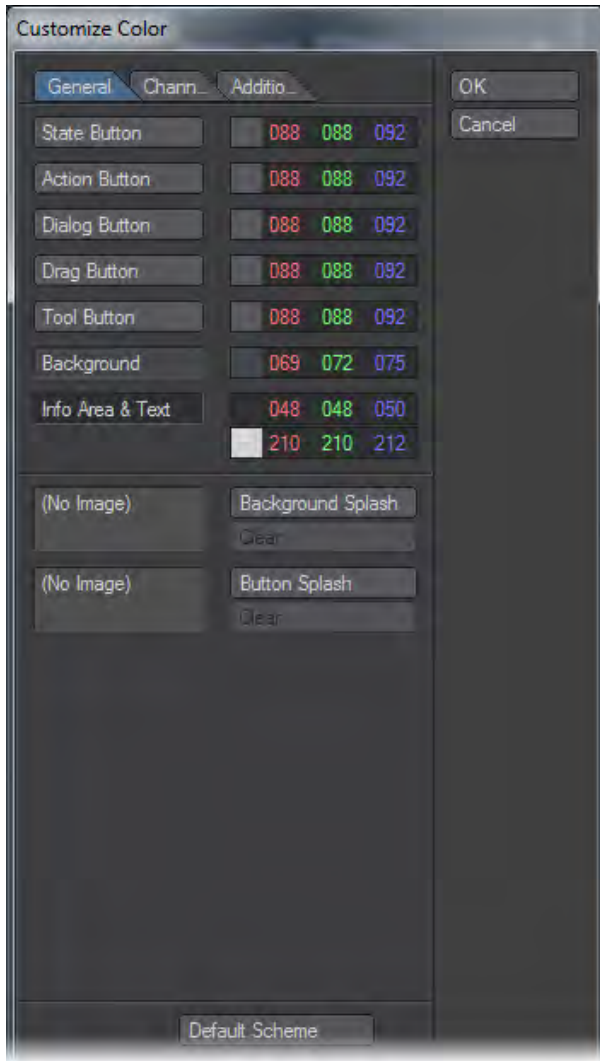 Customize Color
General Chann... Additio...
OK
Cancel
State Button 088 088 092
Action Button 088 088 092
Dialog Button 088 088 092
Drag Button 088 088 092
Tool Button 088 088 092
Background 069 072 075
Info Area & Text 048 048 050
210 210 212
(No Image) Background Splash
Clear
(No Image) Button Splash
Clear
Default Scheme